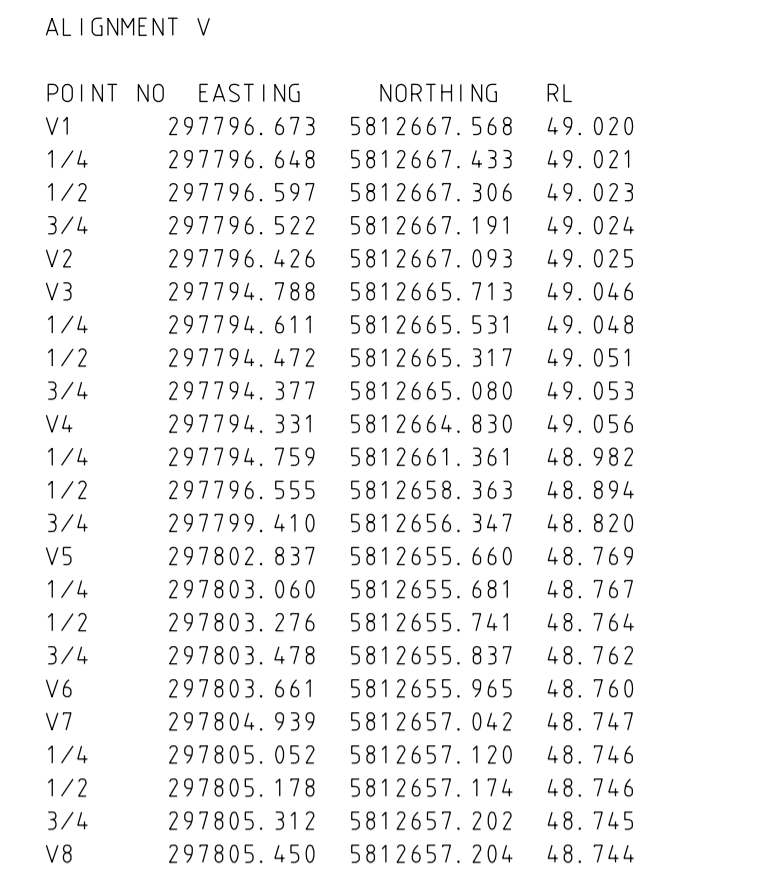 ALIGNMENT V
POINT NO EASTING NORTHING RL
V1 297796.673 5812667.568 49.020
1/4 297796.648 5812667.433 49.021
1/2 297796.597 5812667.306 49.023
3/4 297796.522 5812667.191 49.024
V2 297796.426 5812667.093 49.025
V3 297794.788 5812665.713 49.046
1/4 297794.611 5812665.531 49.048
1/2 297794.472 5812665.317 49.051
3/4 297794.377 5812665.080 49.053
V4 297794.331 5812664.830 49.056
1/4 297794.759 5812661.361 48.982
1/2 297796.555 5812658.363 48.894
3/4 297799.410 5812656.347 48.820
V5 297802.837 5812655.660 48.769
1/4 297803.060 5812655.681 48.767
1/2 297803.276 5812655.741 48.764
3/4 297803.478 5812655.837 48.762
V6 297803.661 5812655.965 48.760
V7 297804.939 5812657.042 48.747
1/4 297805.052 5812657.120 48.746
1/2 297805.178 5812657.174 48.746
3/4 297805.312 5812657.202 48.745
V8 297805.450 5812657.204 48.744